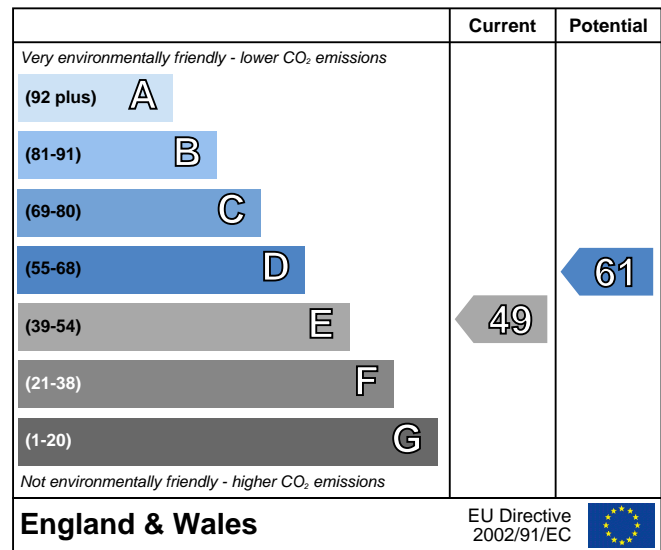 Current Potential
Very environmentally friendly - lower CO₂ emissions
(92 plus) A
(81-91) B
(69-80) C
(55-68) D
61
(39-54) E
49
(21-38) F
(1-20) G
Not environmentally friendly - higher CO₂ emissions
England & Wales
EU Directive
2002/91/EC